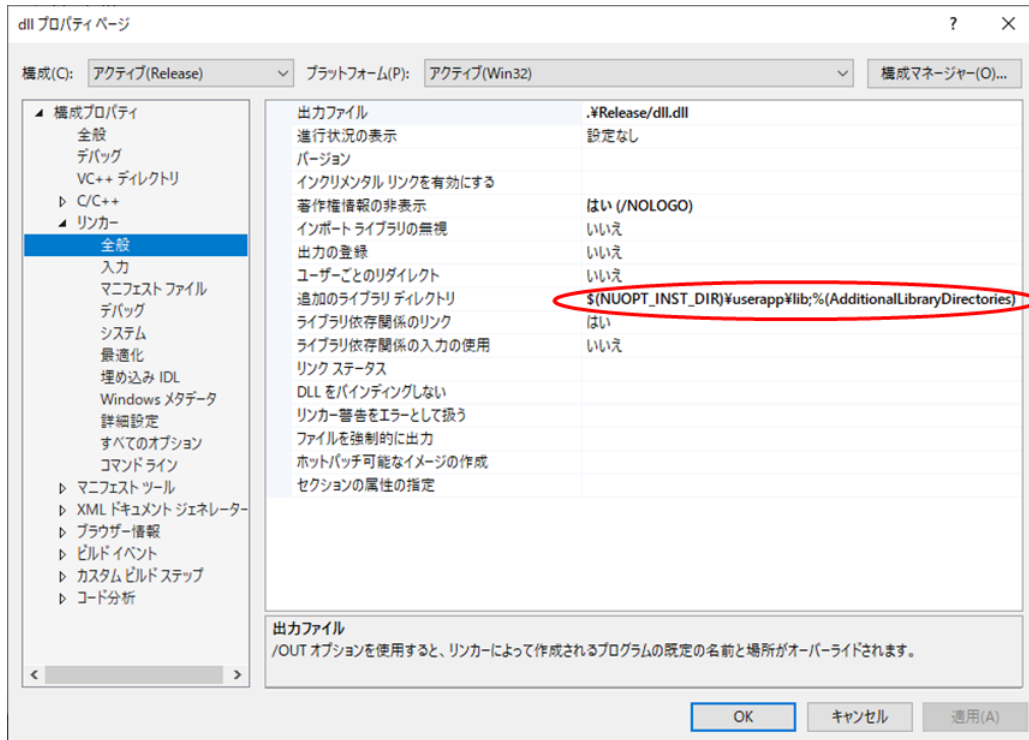 dll プロパティ ページ
? ×
構成(C): アクティブ(Release) プラットフォーム(P): アクティブ(Win32) 構成マネージャー(O)...
構成プロパティ
全般
デバッグ
VC++ ディレクトリ
C/C++
リンカー
全般
入力
マニフェスト ファイル
デバッグ
システム
最適化
埋め込み IDL
Windows メタデータ
詳細設定
すべてのオプション
コマンド ライン
マニフェスト ツール
XML ドキュメント ジェネレーター
ブラウザー情報
ビルド イベント
カスタム ビルド ステップ
コード分析
出力ファイル .¥Release/dll.dll
進行状況の表示 設定なし
バージョン
インクリメンタル リンクを有効にする
著作権情報の非表示 はい (/NOLOGO)
インポート ライブラリの無視 いいえ
出力の登録 いいえ
ユーザーごとのリダイレクト いいえ
追加のライブラリ ディレクトリ $(NUOPT_INST_DIR)¥userapp¥lib;%(AdditionalLibraryDirectories)
ライブラリ依存関係のリンク はい
ライブラリ依存関係の入力の使用 いいえ
リンク ステータス
DLL をバインディングしない
リンカー警告をエラーとして扱う
ファイルを強制的に出力
ホットパッチ可能なイメージの作成
セクションの属性の指定
出力ファイル
/OUT オプションを使用すると、リンカーによって作成されるプログラムの既定の名前と場所がオーバーライドされます。
OK キャンセル 適用(A)